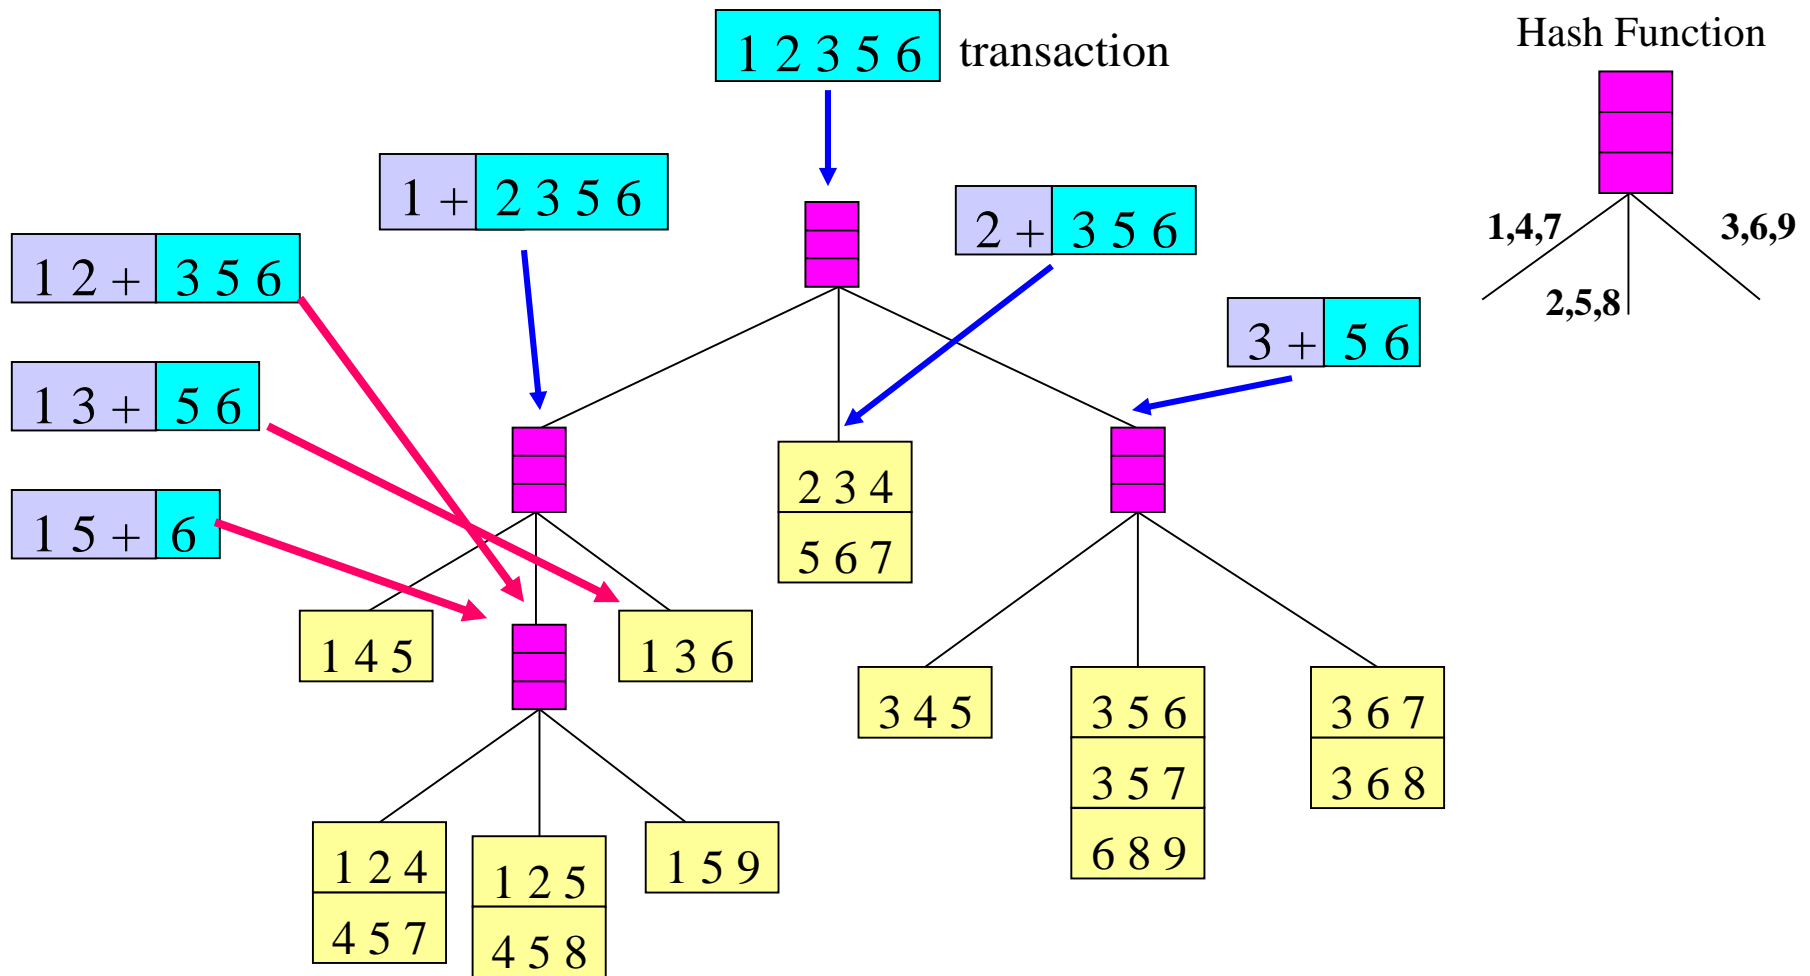 1 2 3 5 6 transaction
Hash Function
1 + 2 3 5 6
2 + 3 5 6
1,4,7
3,6,9
2,5,8
1 2 + 3 5 6
3 + 5 6
1 3 + 5 6
1 5 + 6
2 3 4
5 6 7
1 4 5
1 3 6
3 4 5
3 5 6
3 6 7
3 5 7
3 6 8
6 8 9
1 2 4
1 2 5
1 5 9
4 5 7
4 5 8